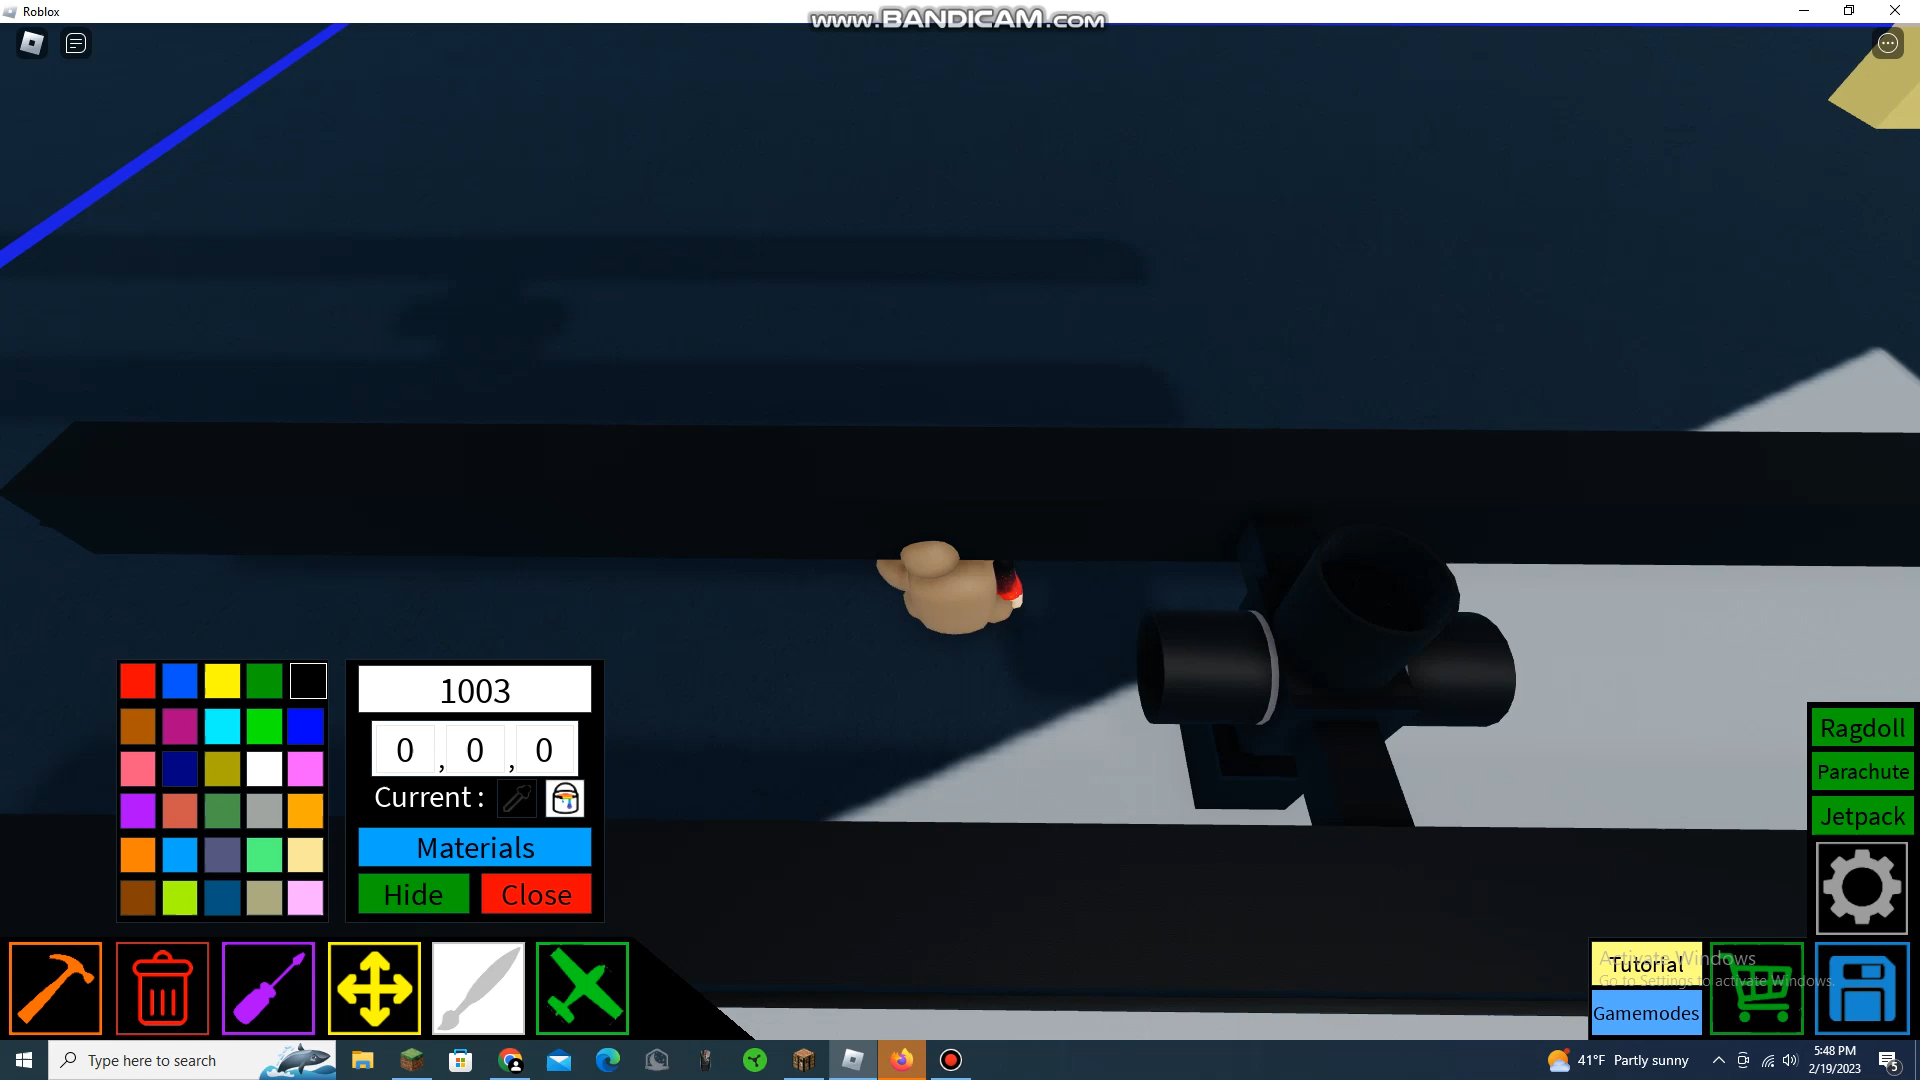 Roblox
www.BANDICAM.com
1003
0 , 0 , 0
Current :
Materials
Hide
Close
Ragdoll
Parachute
Jetpack
Tutorial
Activate Windows
Go to Settings to activate Windows.
Gamemodes
Type here to search
41°F Partly sunny
5:48 PM
2/19/2023
5